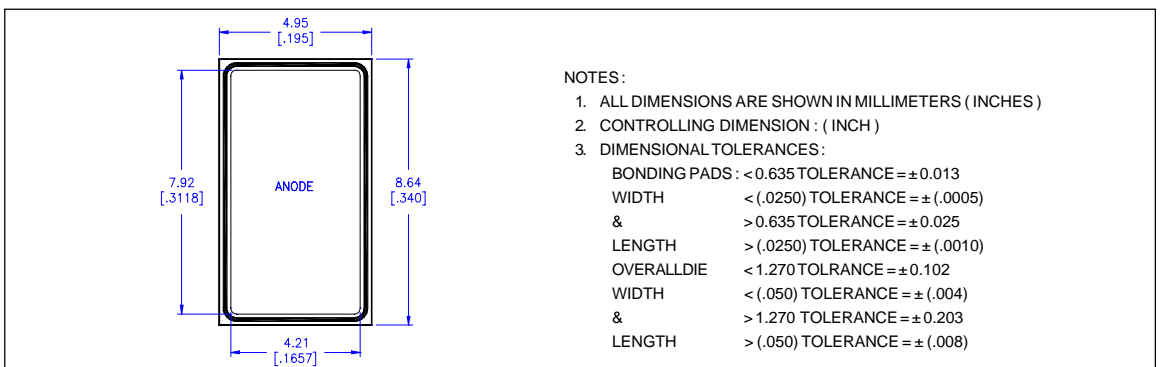 4.95
[.195]
7.92
[.3118]
ANODE
8.64
[.340]
4.21
[.1657]
NOTES :
1. ALL DIMENSIONS ARE SHOWN IN MILLIMETERS ( INCHES )
2. CONTROLLING DIMENSION : ( INCH )
3. DIMENSIONAL TOLERANCES :
BONDING PADS : < 0.635 TOLERANCE = ± 0.013
WIDTH < (.0250) TOLERANCE = ± (.0005)
& > 0.635 TOLERANCE = ± 0.025
LENGTH > (.0250) TOLERANCE = ± (.0010)
OVERALLDIE < 1.270 TOLRANCE = ± 0.102
WIDTH < (.050) TOLERANCE = ± (.004)
& > 1.270 TOLERANCE = ± 0.203
LENGTH > (.050) TOLERANCE = ± (.008)